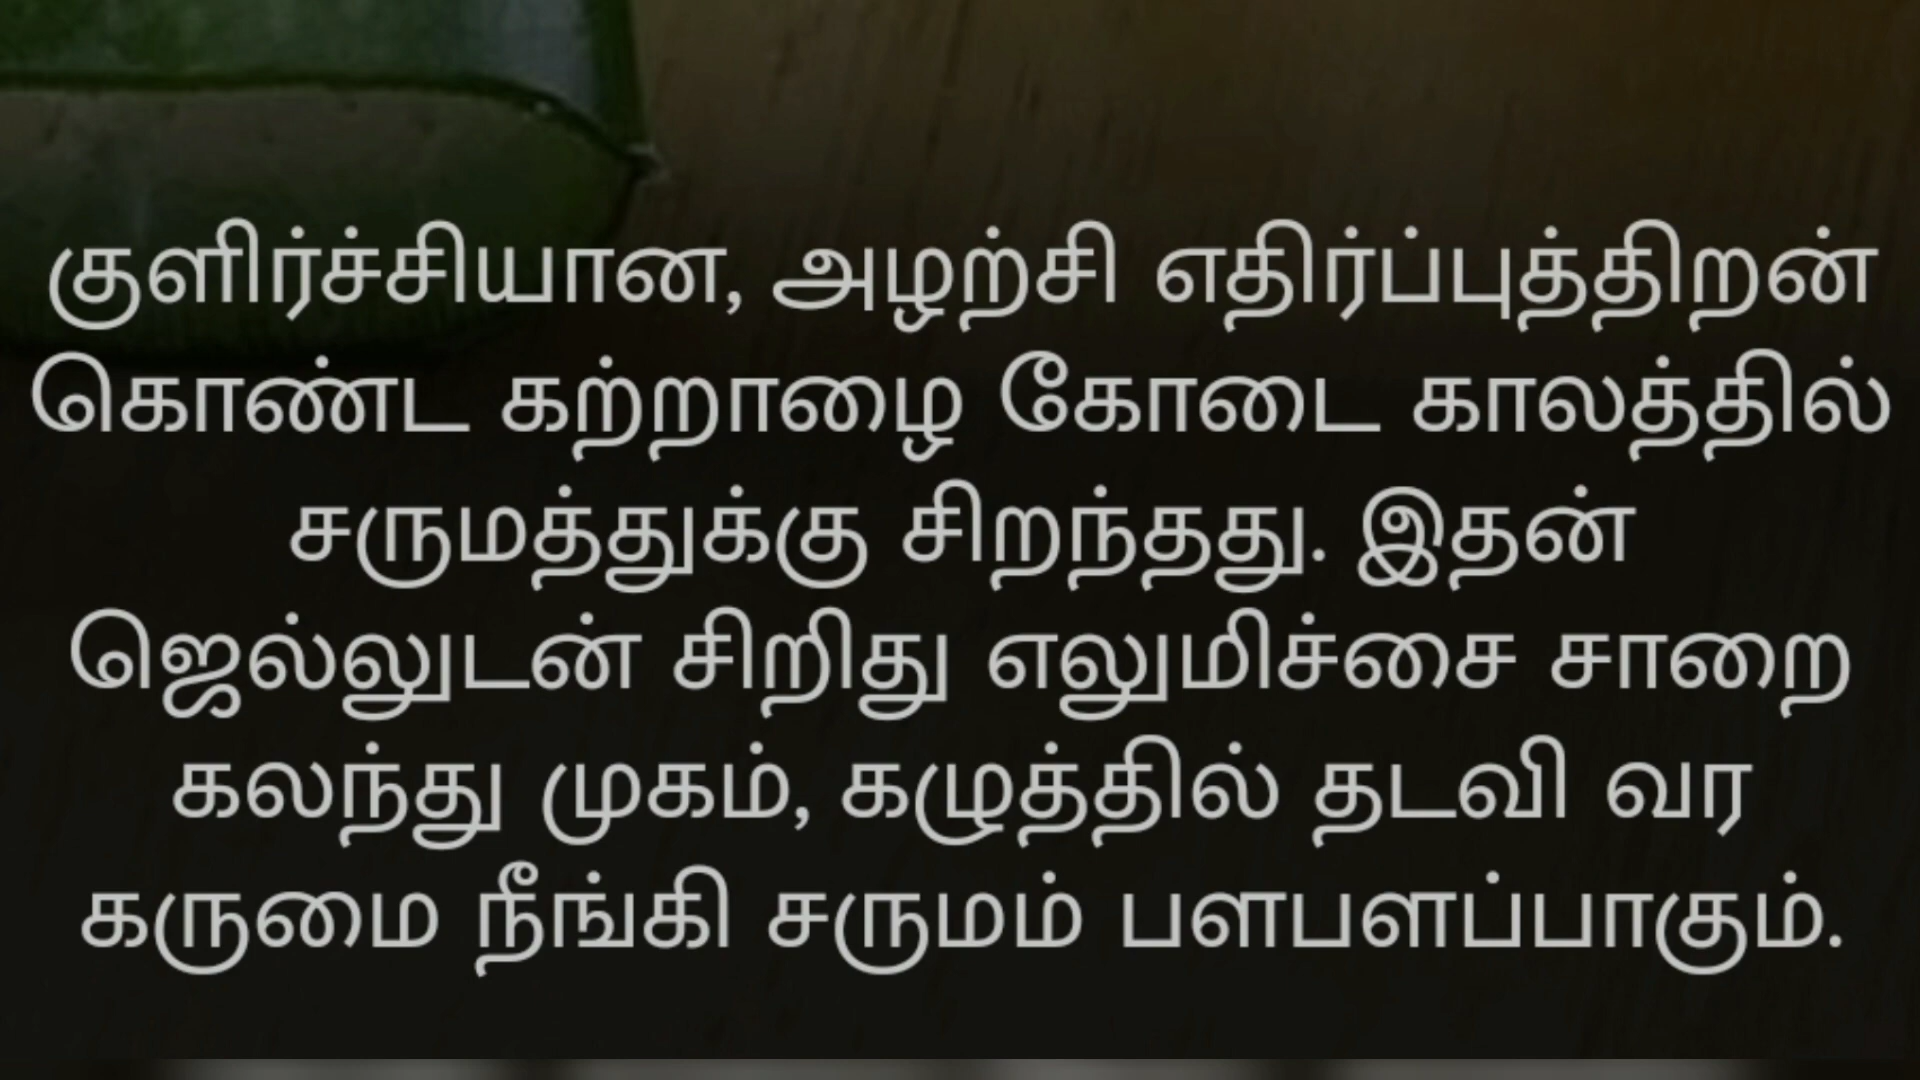 குளிர்ச்சியான, அழற்சி எதிர்ப்புத்திறன்
கொண்ட கற்றாழை கோடை காலத்தில்
சருமத்துக்கு சிறந்தது. இதன்
ஜெல்லுடன் சிறிது எலுமிச்சை சாறை
கலந்து முகம், கழுத்தில் தடவி வர
கருமை நீங்கி சருமம் பளபளப்பாகும்.